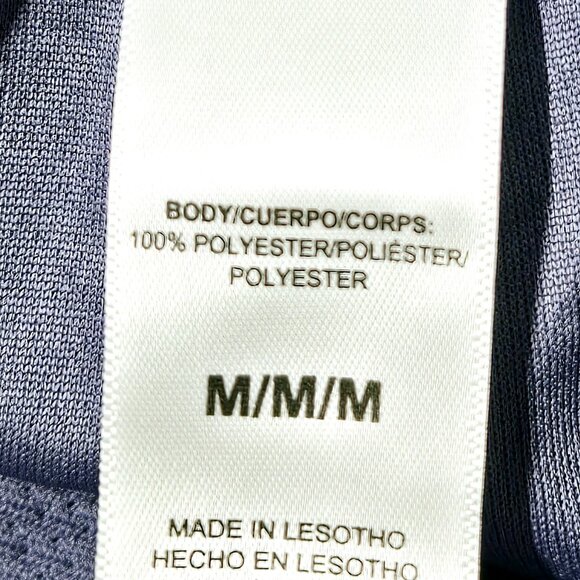 BODY/CUERPO/CORPS:
100% POLYESTER/POLIÉSTER/
POLYESTER
M/M/M
MADE IN LESOTHO
HECHO EN LESOTHO